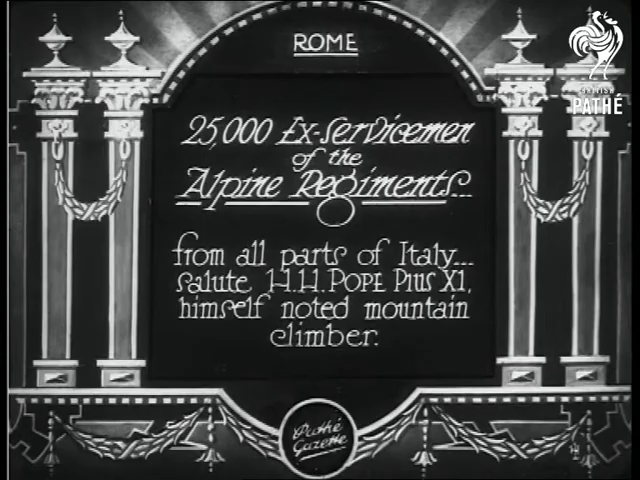 ROME
BRITISH
PATHÉ
25,000 Ex-Servicemen
of the
Alpine Regiments...
from all parts of Italy...
salute H.H. POPE PIUS XI,
himself noted mountain
climber.
Pathé
Gazette